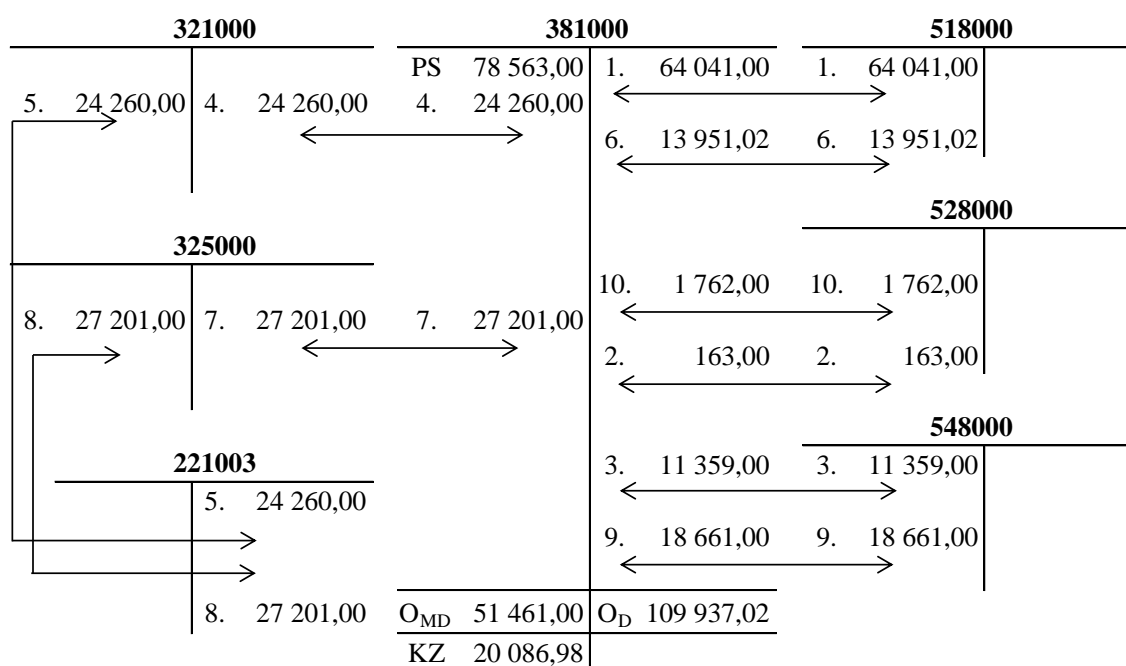 321000 381000 518000
PS 78 563,00 1. 64 041,00 1. 64 041,00
5. 24 260,00 4. 24 260,00 4. 24 260,00
6. 13 951,02 6. 13 951,02
528000
325000
10. 1 762,00 10. 1 762,00
8. 27 201,00 7. 27 201,00 7. 27 201,00
2. 163,00 2. 163,00
548000
221003
3. 11 359,00 3. 11 359,00
5. 24 260,00
9. 18 661,00 9. 18 661,00
8. 27 201,00 OMD 51 461,00 OD 109 937,02
KZ 20 086,98